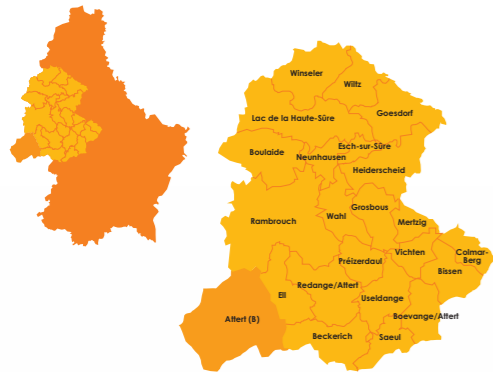 Winseler
Wiltz
Goesdorf
Lac de la Haute-Sûre
Esch-sur-Sûre
Boulaide
Neunhausen
Heiderscheid
Grosbous
Rambrouch
Wahl
Mertzig
Vichten
Colmar-
Berg
Préizerdaul
Bissen
Redange/Attert
Ell
Useldange
Attert (B)
Boevange/Attert
Beckerich
Saeul